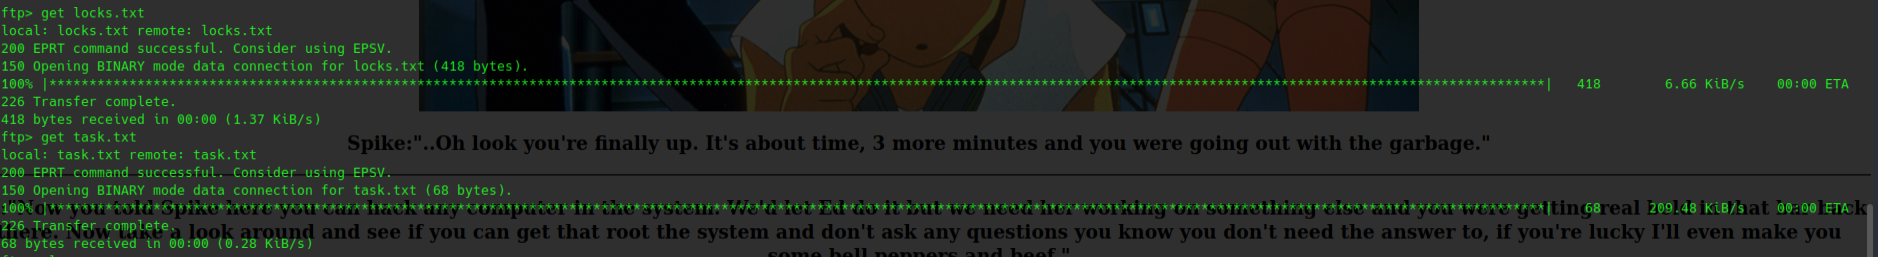 ftp> get locks.txt
local: locks.txt remote: locks.txt
200 EPRT command successful. Consider using EPSV.
150 Opening BINARY mode data connection for locks.txt (418 bytes).
100% |***********************************************************************************************************************************************************************************************| 418 6.66 KiB/s 00:00 ETA
226 Transfer complete.
418 bytes received in 00:00 (1.37 KiB/s)
ftp> get task.txt
Spike:"..Oh look you're finally up. It's about time, 3 more minutes and you were going out with the garbage."
local: task.txt remote: task.txt
200 EPRT command successful. Consider using EPSV.
150 Opening BINARY mode data connection for task.txt (68 bytes).
100% |***********************************************************************************************************************************************************************************************| 68 209.48 KiB/s 00:00 ETA
"Now you told Spike here you can hack any computer in the system. We'd let Ed do it but we need her working on something else and you were getting real
226 Transfer complete.
look around and see if you can get that root the system and don't ask any questions you know you don't need the answer to, if you're lucky I'll even make you
68 bytes received in 00:00 (0.28 KiB/s)
some bell peppers and beef."